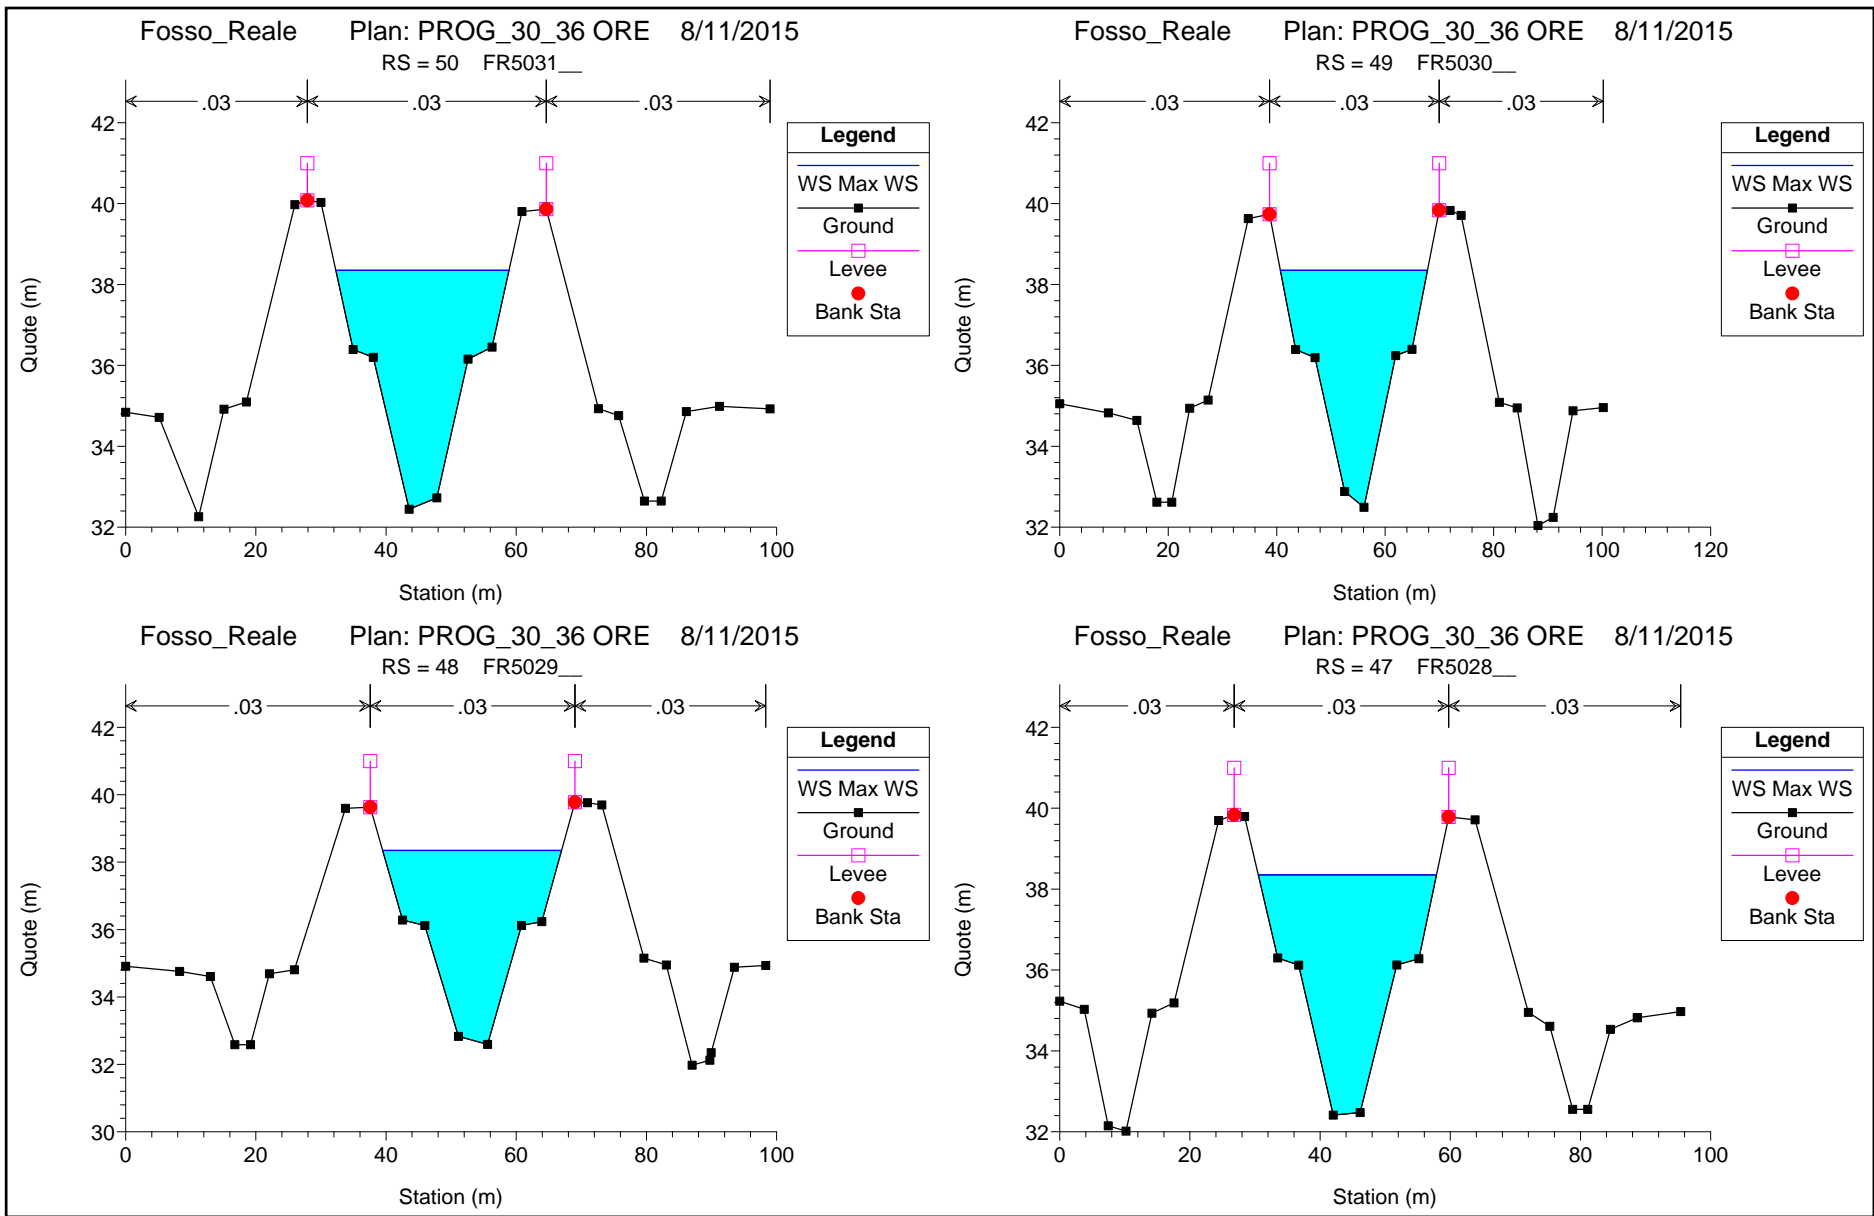 Fosso_Reale Plan: PROG_30_36 ORE 8/11/2015
RS = 50 FR5031__
.03 .03 .03
42
40
38
36
34
32
0 20 40 60 80 100
Station (m)
Quote (m)
Legend
WS Max WS
Ground
Levee
Bank Sta
Fosso_Reale Plan: PROG_30_36 ORE 8/11/2015
RS = 49 FR5030__
.03 .03 .03
42
40
38
36
34
32
0 20 40 60 80 100 120
Station (m)
Quote (m)
Legend
WS Max WS
Ground
Levee
Bank Sta
Fosso_Reale Plan: PROG_30_36 ORE 8/11/2015
RS = 48 FR5029__
.03 .03 .03
42
40
38
36
34
32
30
0 20 40 60 80 100
Station (m)
Quote (m)
Legend
WS Max WS
Ground
Levee
Bank Sta
Fosso_Reale Plan: PROG_30_36 ORE 8/11/2015
RS = 47 FR5028__
.03 .03 .03
42
40
38
36
34
32
0 20 40 60 80 100
Station (m)
Quote (m)
Legend
WS Max WS
Ground
Levee
Bank Sta